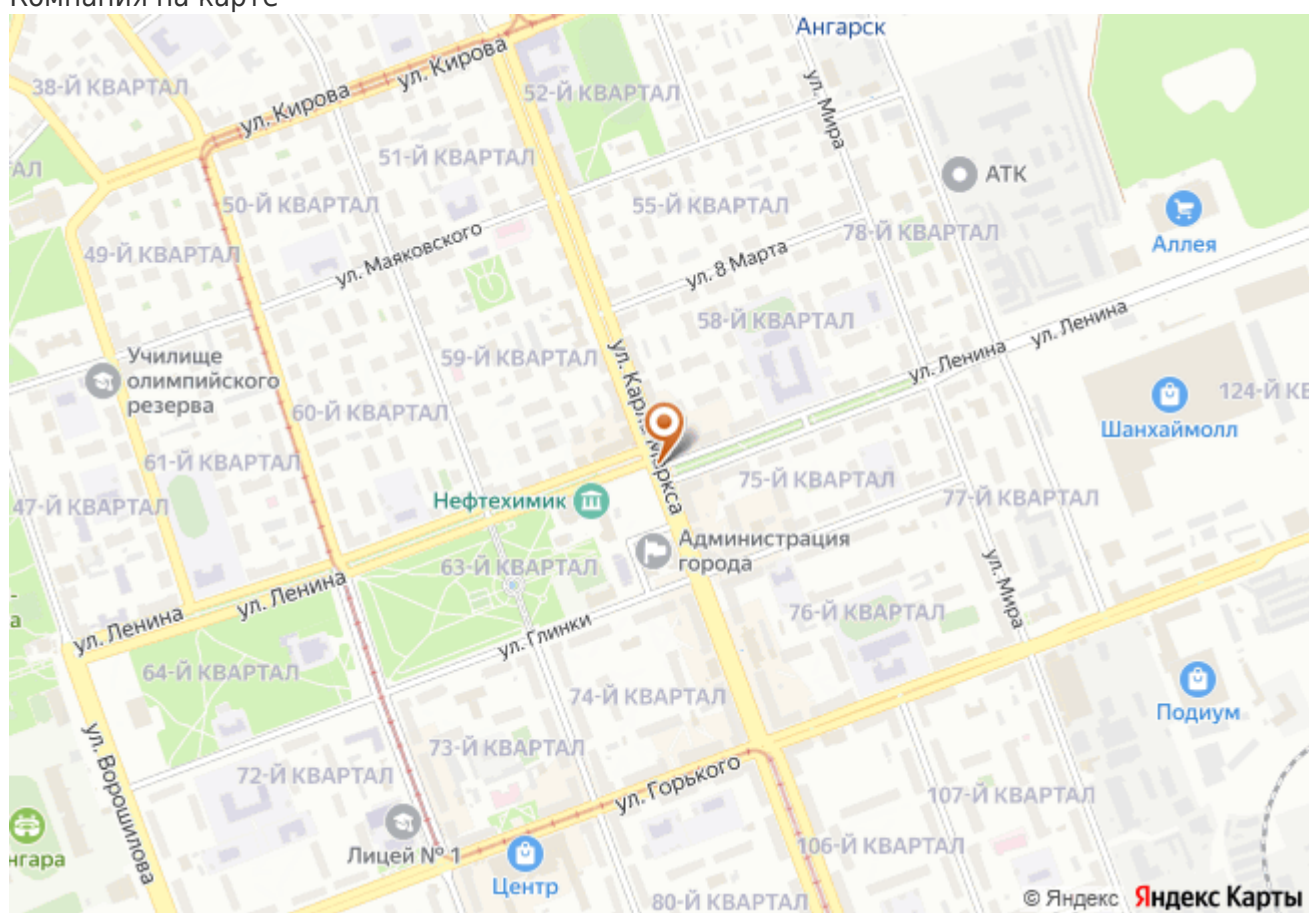 Компания на карте
Ангарск
38-Й КВАРТАЛ
ул. Кирова
ул. Кирова
52-Й КВАРТАЛ
ул. Мира
51-Й КВАРТАЛ
АТК
50-Й КВАРТАЛ
55-Й КВАРТАЛ
78-Й КВАРТАЛ
Аллея
49-Й КВАРТАЛ
ул. Маяковского
ул. 8 Марта
58-Й КВАРТАЛ
ул. Ленина
ул. Ленина
Училище
олимпийского
резерва
59-Й КВАРТАЛ
ул. Карла Маркса
60-Й КВАРТАЛ
124-Й КВ
Шанхаймолл
61-Й КВАРТАЛ
47-Й КВАРТАЛ
Нефтехимик
75-Й КВАРТАЛ
77-Й КВАРТАЛ
Администрация
города
63-Й КВАРТАЛ
ул. Мира
ул. Ленина
ул. Ленина
ул. Глинки
76-Й КВАРТАЛ
64-Й КВАРТАЛ
74-Й КВАРТАЛ
Подиум
ул. Ворошилова
73-Й КВАРТАЛ
72-Й КВАРТАЛ
ул. Горького
107-Й КВАРТАЛ
нгара
Лицей № 1
Центр
106-Й КВАРТАЛ
80-Й КВАРТАЛ
© Яндекс Яндекс Карты